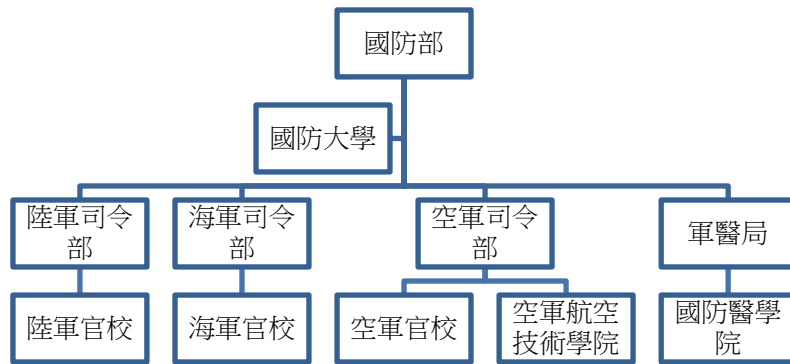 國防部
國防大學
陸軍司令
部
海軍司令
部
空軍司令
部
軍醫局
陸軍官校
海軍官校
空軍官校
空軍航空
技術學院
國防醫學
院